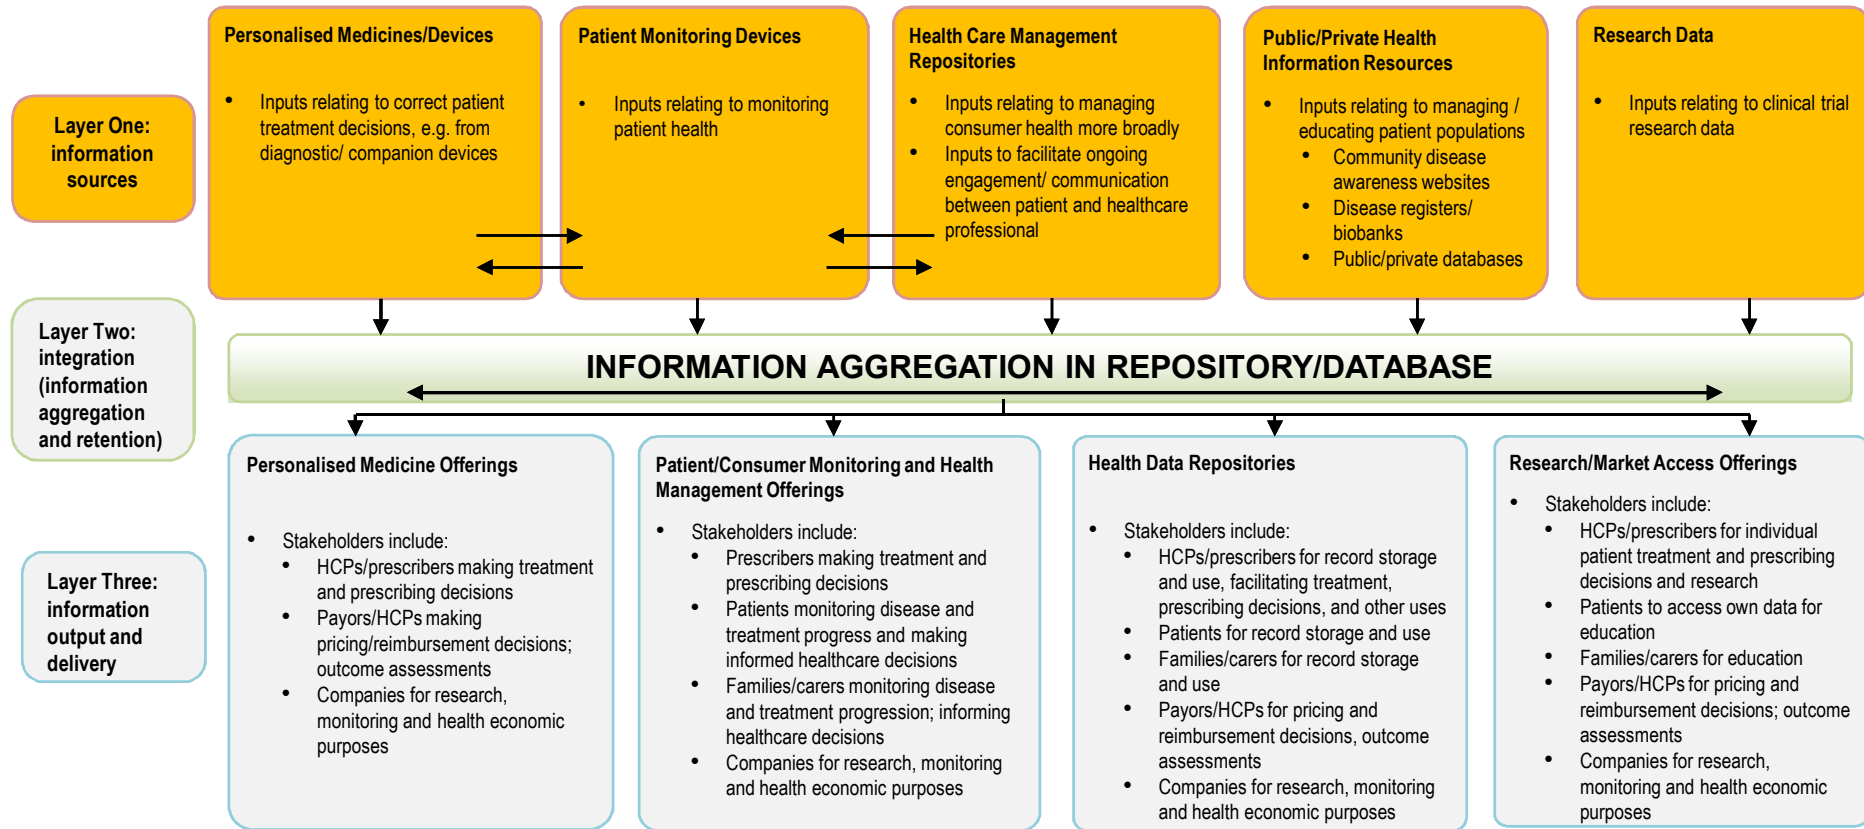 Personalised Medicines/Devices
• Inputs relating to correct patient
treatment decisions, e.g. from
diagnostic/ companion devices
Patient Monitoring Devices
• Inputs relating to monitoring
patient health
Health Care Management
Repositories
• Inputs relating to managing
consumer health more broadly
• Inputs to facilitate ongoing
engagement/ communication
between patient and healthcare
professional
Public/Private Health
Information Resources
• Inputs relating to managing /
educating patient populations
• Community disease
awareness websites
• Disease registers/
biobanks
• Public/private databases
Research Data
• Inputs relating to clinical trial
research data
Layer One:
information
sources
Layer Two:
integration
(information
aggregation
and retention)
INFORMATION AGGREGATION IN REPOSITORY/DATABASE
Layer Three:
information
output and
delivery
Personalised Medicine Offerings
• Stakeholders include:
• HCPs/prescribers making treatment
and prescribing decisions
• Payors/HCPs making
pricing/reimbursement decisions;
outcome assessments
• Companies for research,
monitoring and health economic
purposes
Patient/Consumer Monitoring and Health
Management Offerings
• Stakeholders include:
• Prescribers making treatment and
prescribing decisions
• Patients monitoring disease and
treatment progress and making
informed healthcare decisions
• Families/carers monitoring disease
and treatment progression; informing
healthcare decisions
• Companies for research, monitoring
and health economic purposes
Health Data Repositories
• Stakeholders include:
• HCPs/prescribers for record storage
and use, facilitating treatment,
prescribing decisions, and other uses
• Patients for record storage and use
• Families/carers for record storage
and use
• Payors/HCPs for pricing and
reimbursement decisions, outcome
assessments
• Companies for research, monitoring
and health economic purposes
Research/Market Access Offerings
• Stakeholders include:
• HCPs/prescribers for individual
patient treatment and prescribing
decisions and research
• Patients to access own data for
education
• Families/carers for education
• Payors/HCPs for pricing and
reimbursement decisions; outcome
assessments
• Companies for research,
monitoring and health economic
purposes